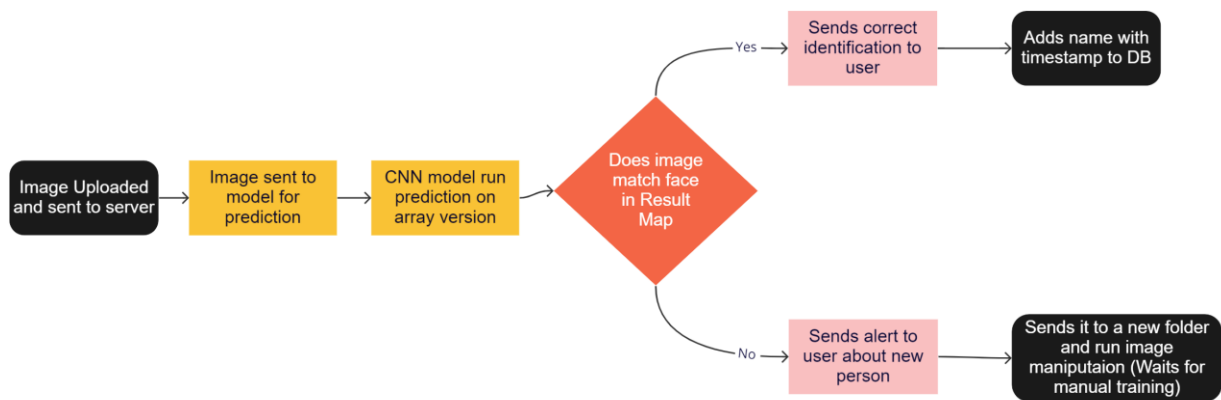 Image Uploaded
and sent to server
Image sent to
model for
prediction
CNN model run
prediction on
array version
Does image
match face
in Result
Map
Yes
Sends correct
identification to
user
Adds name with
timestamp to DB
No
Sends alert to
user about new
person
Sends it to a new folder
and run image
maniputaion (Waits for
manual training)